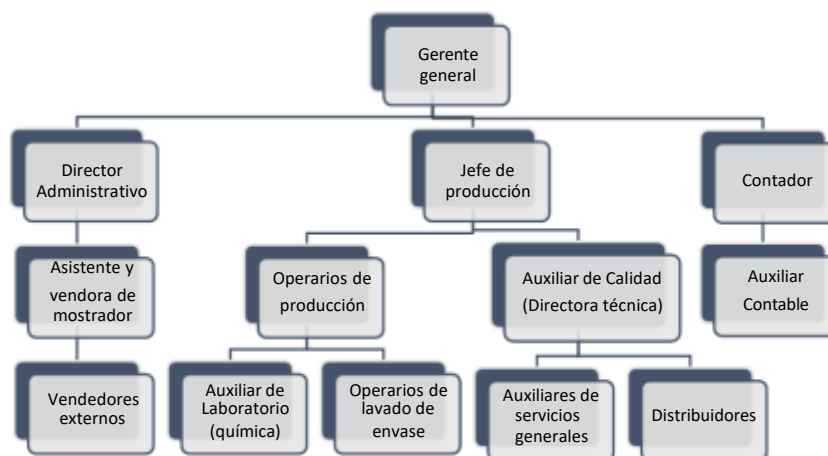 Gerente
general
Director
Administrativo
Jefe de
producción
Contador
Asistente y
vendora de
mostrador
Operarios de
producción
Auxiliar de Calidad
(Directora técnica)
Auxiliar
Contable
Vendedores
externos
Auxiliar de
Laboratorio
(química)
Operarios
de lavado de
envase
Auxiliares de
servicios
generales
Distribuidores